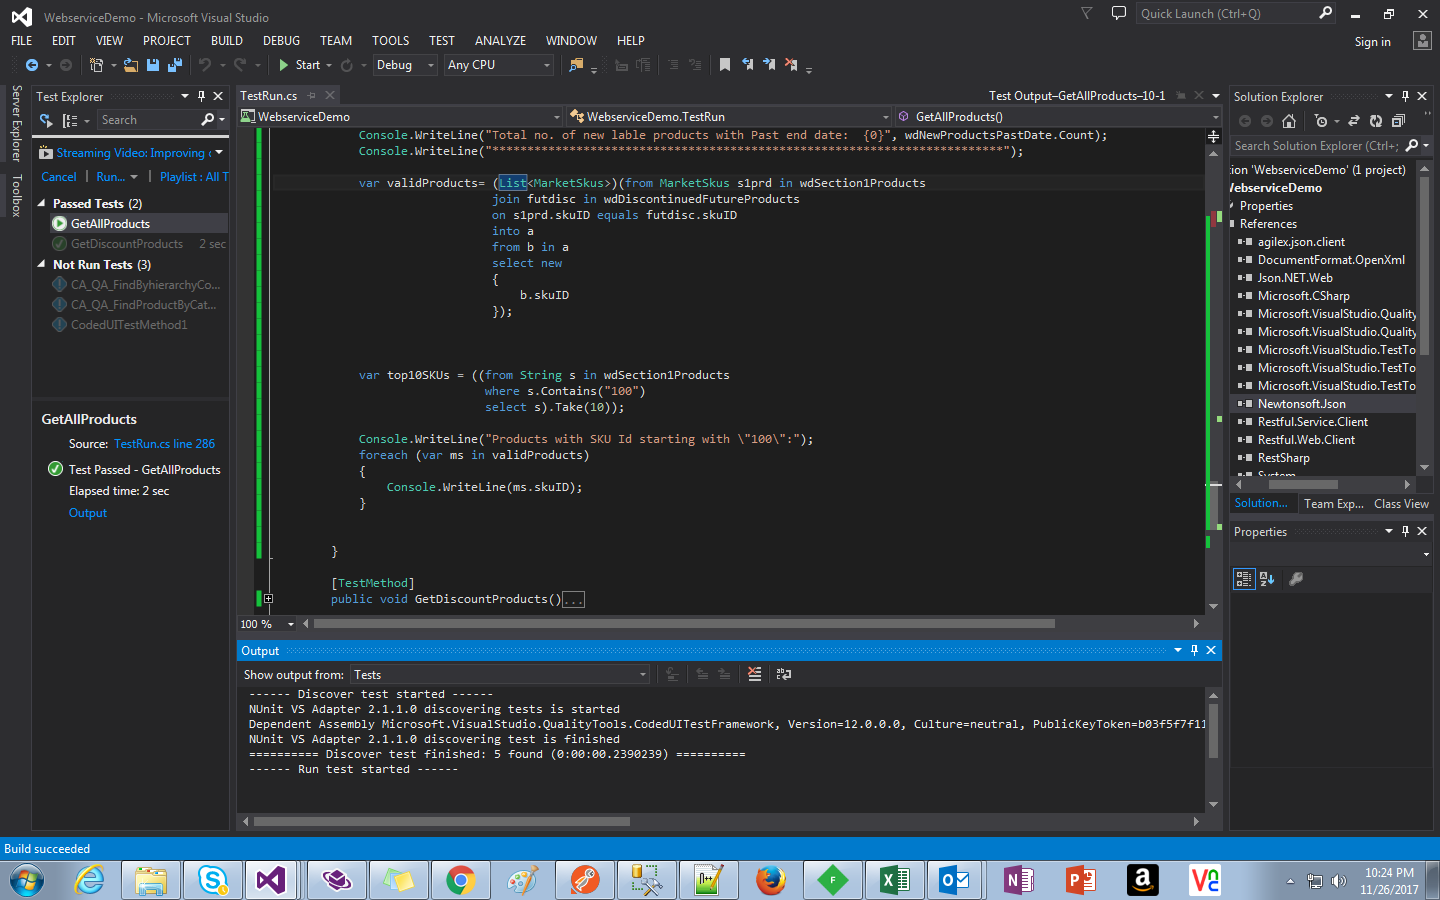 WebserviceDemo - Microsoft Visual Studio
Quick Launch (Ctrl+Q)
FILE EDIT VIEW PROJECT BUILD DEBUG TEAM TOOLS TEST ANALYZE WINDOW HELP
Sign in
Start Debug Any CPU
Server Explorer
Toolbox
Test Explorer
Search
Streaming Video: Improving
Cancel Run... Playlist : All T
Passed Tests (2)
GetAllProducts
GetDiscountProducts 2 sec
Not Run Tests (3)
CA_QA_FindByhierarchyCo...
CA_QA_FindProductByCat...
CodedUITestMethod1
GetAllProducts
Source: TestRun.cs line 286
Test Passed - GetAllProducts
Elapsed time: 2 sec
Output
TestRun.cs
Test Output–GetAllProducts–10-1
WebserviceDemo
WebserviceDemo.TestRun
GetAllProducts()
Console.WriteLine("Total no. of new lable products with Past end date:  {0}", wdNewProductsPastDate.Count);
Console.WriteLine("*************************************************************************");
var validProducts= (List<MarketSkus>)(from MarketSkus s1prd in wdSection1Products
join futdisc in wdDiscontinuedFutureProducts
on s1prd.skuID equals futdisc.skuID
into a
from b in a
select new
{
b.skuID
});
var top10SKUs = ((from String s in wdSection1Products
where s.Contains("100")
select s).Take(10));
Console.WriteLine("Products with SKU Id starting with \"100\":");
foreach (var ms in validProducts)
{
Console.WriteLine(ms.skuID);
}
}
[TestMethod]
public void GetDiscountProducts()...
100 %
Output
Show output from: Tests
------ Discover test started ------
NUnit VS Adapter 2.1.1.0 discovering tests is started
Dependent Assembly Microsoft.VisualStudio.QualityTools.CodedUITestFramework, Version=12.0.0.0, Culture=neutral, PublicKeyToken=b03f5f7f11
NUnit VS Adapter 2.1.1.0 discovering test is finished
========== Discover test finished: 5 found (0:00:00.2390239) ==========
------ Run test started ------
Solution Explorer
Search Solution Explorer (Ctrl+;
ion 'WebserviceDemo' (1 project)
WebserviceDemo
Properties
References
agilex.json.client
DocumentFormat.OpenXml
Json.NET.Web
Microsoft.CSharp
Microsoft.VisualStudio.Quality
Microsoft.VisualStudio.Quality
Microsoft.VisualStudio.TestTo
Microsoft.VisualStudio.TestTo
Microsoft.VisualStudio.TestTo
Newtonsoft.Json
Restful.Service.Client
Restful.Web.Client
RestSharp
System
Solution... Team Exp... Class View
Properties
Build succeeded
10:24 PM
11/26/2017